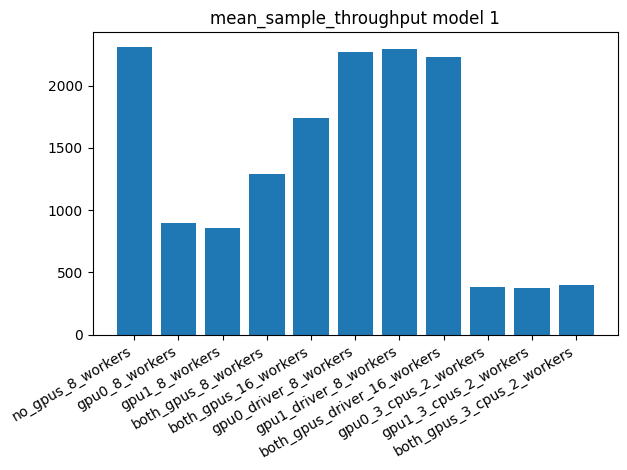 mean_sample_throughput model 1
2000
1500
1000
500
0
no_gpus_8_workers
gpu0_8_workers
gpu1_8_workers
both_gpus_8_workers
both_gpus_16_workers
gpu0_driver_8_workers
gpu1_driver_8_workers
both_gpus_driver_16_workers
gpu0_3_cpus_2_workers
gpu1_3_cpus_2_workers
both_gpus_3_cpus_2_workers